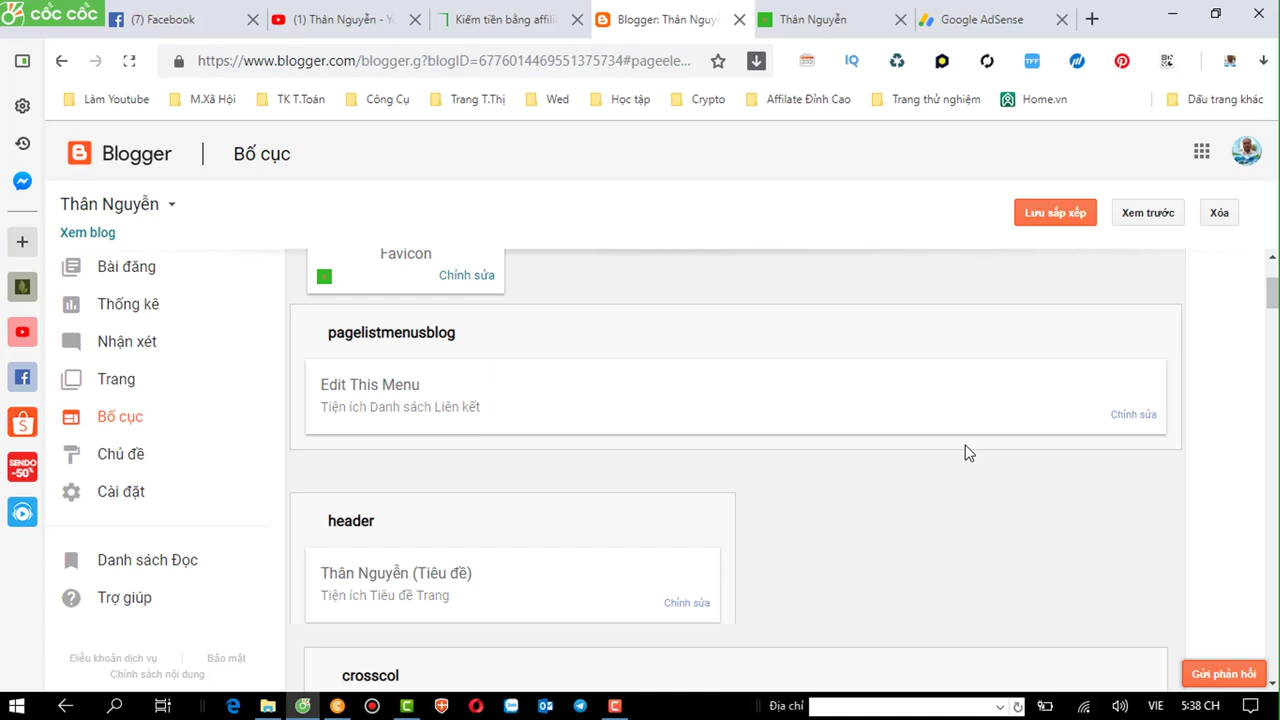 cốc cốc
(7) Facebook
(1) Thân Nguyễn - Yo
Kiếm tiền bằng affili
Blogger: Thân Nguyễ
Thân Nguyễn
Google AdSense
https://www.blogger.com/blogger.g?blogID=6776014469551375734#pageele...
IQ
TFF
Làm Youtube
M.Xã Hội
TK T.Toán
Công Cụ
Trang T.Thị
Wed
Học tập
Crypto
Affilate Đỉnh Cao
Trang thử nghiệm
Home.vn
Dấu trang khác
Blogger
Bố cục
Thân Nguyễn
Xem blog
Lưu sắp xếp
Xem trước
Xóa
Bài đăng
Thống kê
Nhận xét
Trang
Bố cục
Chủ đề
Cài đặt
Danh sách Đọc
Trợ giúp
Điều khoản dịch vụ
Bảo mật
Chính sách nội dung
SENDO
-50%
Favicon
Chỉnh sửa
pagelistmenusblog
Edit This Menu
Tiện ích Danh sách Liên kết
Chỉnh sửa
header
Thân Nguyễn (Tiêu đề)
Tiện ích Tiêu đề Trang
Chỉnh sửa
crosscol
Gửi phản hồi
Địa chỉ
VIE
5:38 CH